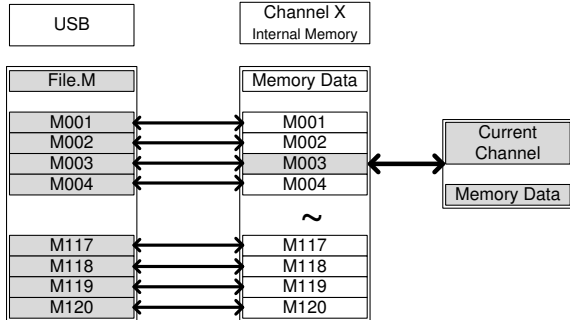 USB
Channel X
Internal Memory
File.M
Memory Data
M001
M001
M002
M002
M003
M003
M004
M004
Current
Channel
Memory Data
~
M117
M117
M118
M118
M119
M119
M120
M120